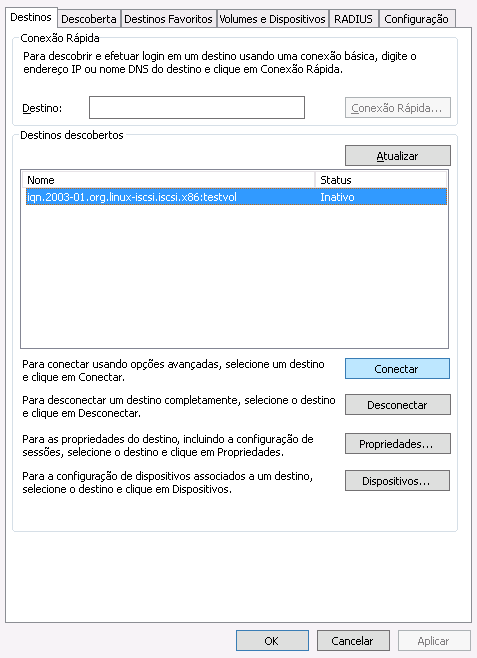 Destinos Descoberta Destinos Favoritos Volumes e Dispositivos RADIUS Configuração
Conexão Rápida
Para descobrir e efetuar login em um destino usando uma conexão básica, digite o
endereço IP ou nome DNS do destino e clique em Conexão Rápida.
Destino: Conexão Rápida...
Destinos descobertos
Atualizar
Nome Status
iqn.2003-01.org.linux-iscsi.iscsi.x86:testvol Inativo
Para conectar usando opções avançadas, selecione um destino
e clique em Conectar.
Conectar
Para desconectar um destino completamente, selecione o destino
e clique em Desconectar.
Desconectar
Para as propriedades do destino, incluindo a configuração de
sessões, selecione o destino e clique em Propriedades.
Propriedades...
Para a configuração de dispositivos associados a um destino,
selecione o destino e clique em Dispositivos.
Dispositivos...
OK Cancelar Aplicar